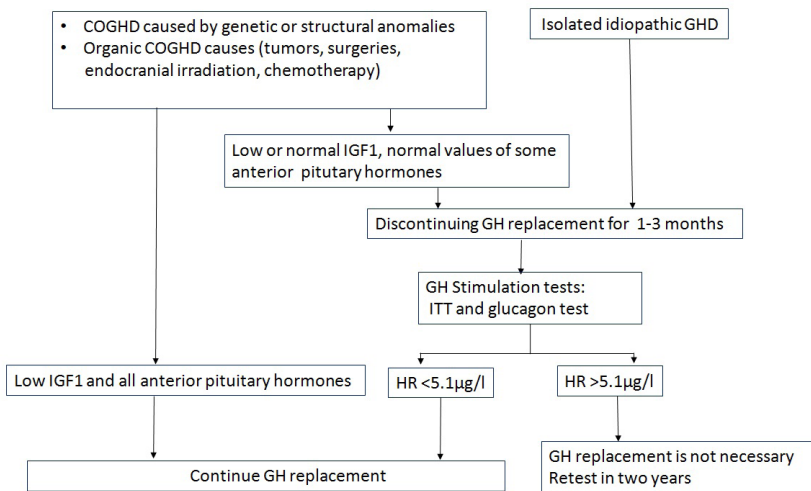 • COGHD caused by genetic or structural anomalies
• Organic COGHD causes (tumors, surgeries,
endocranial irradiation, chemotherapy)
Isolated idiopathic GHD
Low or normal IGF1, normal values of some
anterior pitutary hormones
Discontinuing GH replacement for 1-3 months
GH Stimulation tests:
ITT and glucagon test
Low IGF1 and all anterior pituitary hormones
HR <5.1µg/l
HR >5.1µg/l
Continue GH replacement
GH replacement is not necessary
Retest in two years